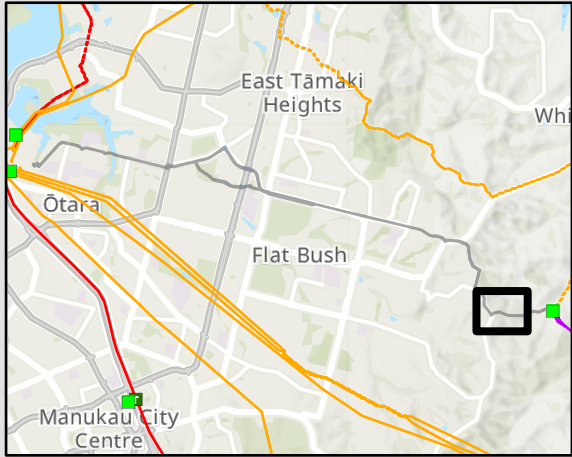 East Tāmaki
Heights
Whi
Ōtara
Flat Bush
Manukau City
Centre